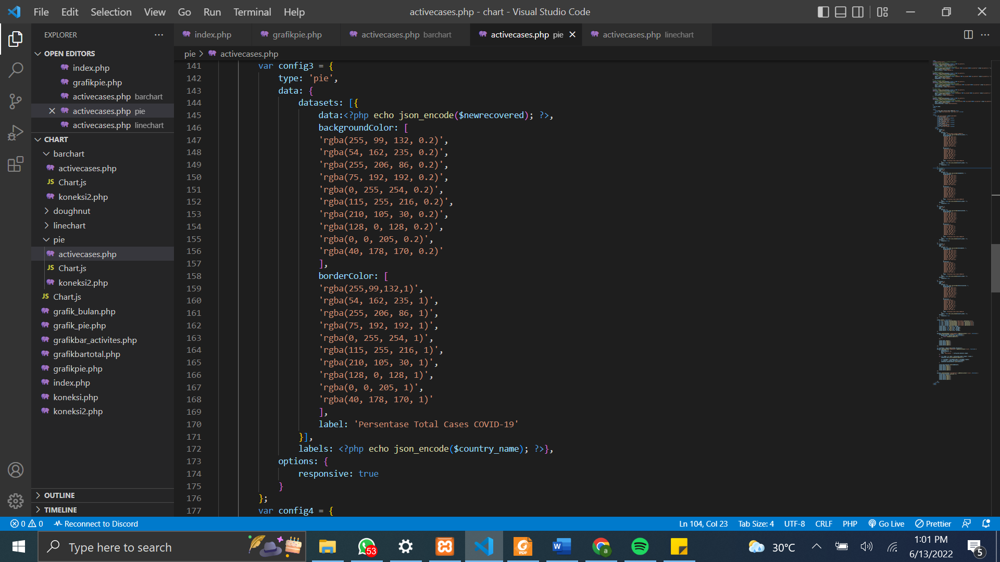 File Edit Selection View Go Run Terminal Help
activecases.php - chart - Visual Studio Code
EXPLORER
index.php
grafikpie.php
activecases.php barchart
activecases.php pie
activecases.php linechart
OPEN EDITORS
index.php
grafikpie.php
activecases.php barchart
activecases.php pie
activecases.php linechart
CHART
barchart
activecases.php
JS Chart.js
koneksi2.php
doughnut
linechart
pie
activecases.php
JS Chart.js
koneksi2.php
JS Chart.js
grafik_bulan.php
grafik_pie.php
grafikbar_activites.php
grafikbartotal.php
grafikpie.php
index.php
koneksi.php
koneksi2.php
OUTLINE
TIMELINE
pie > activecases.php
141 var config3 = {
142 type: 'pie',
143 data: {
144 datasets: [{
145 data:<?php echo json_encode($newrecovered); ?>,
146 backgroundColor: [
147 'rgba(255, 99, 132, 0.2)',
148 'rgba(54, 162, 235, 0.2)',
149 'rgba(255, 206, 86, 0.2)',
150 'rgba(75, 192, 192, 0.2)',
151 'rgba(0, 255, 254, 0.2)',
152 'rgba(115, 255, 216, 0.2)',
153 'rgba(210, 105, 30, 0.2)',
154 'rgba(128, 0, 128, 0.2)',
155 'rgba(0, 0, 205, 0.2)',
156 'rgba(40, 178, 170, 0.2)'
157 ],
158 borderColor: [
159 'rgba(255,99,132,1)',
160 'rgba(54, 162, 235, 1)',
161 'rgba(255, 206, 86, 1)',
162 'rgba(75, 192, 192, 1)',
163 'rgba(0, 255, 254, 1)',
164 'rgba(115, 255, 216, 1)',
165 'rgba(210, 105, 30, 1)',
166 'rgba(128, 0, 128, 1)',
167 'rgba(0, 0, 205, 1)',
168 'rgba(40, 178, 170, 1)'
169 ],
170 label: 'Persentase Total Cases COVID-19'
171 }],
172 labels: <?php echo json_encode($country_name); ?>},
173 options: {
174 responsive: true
175 }
176 };
177 var config4 = {
0 0 Reconnect to Discord
Ln 104, Col 23 Tab Size: 4 UTF-8 CRLF PHP Go Live Prettier
Type here to search
53
PDF
W
a
30°C
1:01 PM
6/13/2022
5